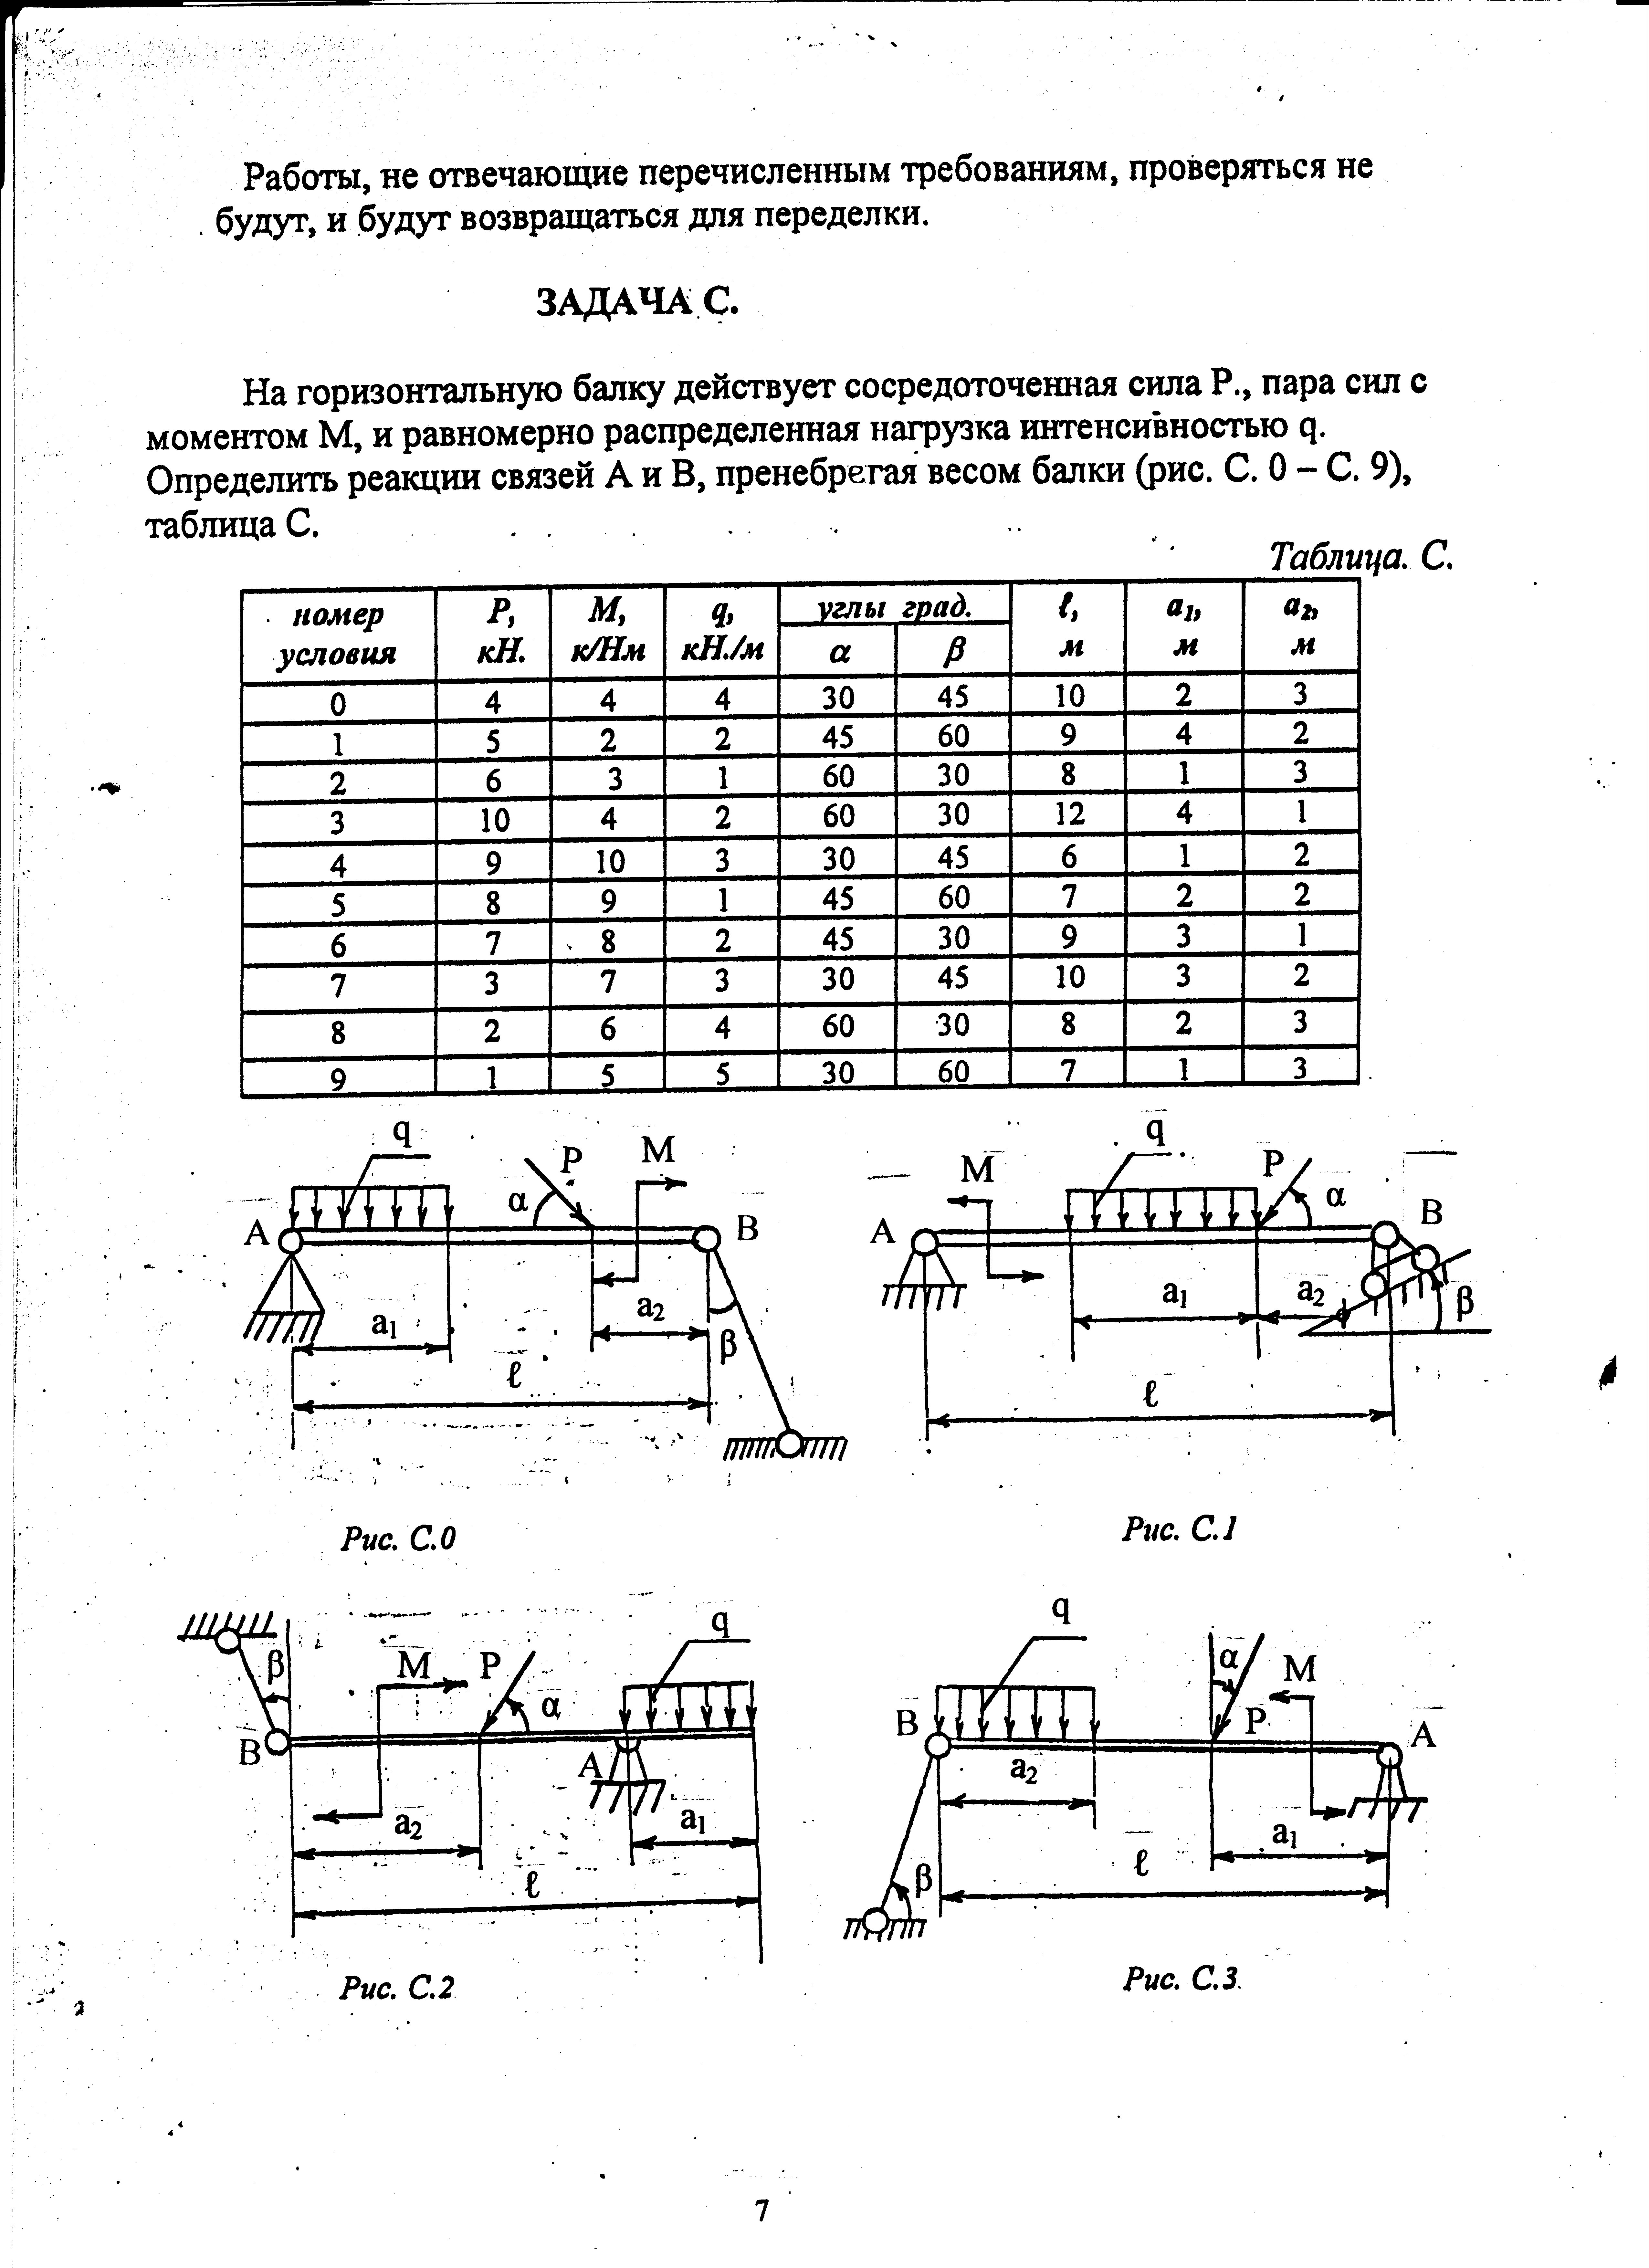 Работы, не отвечающие перечисленным требованиям, проверяться не
будут, и будут возвращаться для переделки.
ЗАДАЧА С.
На горизонтальную балку действует сосредоточенная сила Р., пара сил с
моментом М, и равномерно распределенная нагрузка интенсивностью q.
Определить реакции связей А и В, пренебрегая весом балки (рис. С. 0 – С. 9),
таблица С.
Таблица. С.
номер условия P, кН. М, к/Нм q, кН./м углы град. α β ℓ, м a1, м a2, м
0 4 4 4 30 45 10 2 3
1 5 2 2 45 60 9 4 2
2 6 3 1 60 30 8 1 3
3 10 4 2 60 30 12 4 1
4 9 10 3 30 45 6 1 2
5 8 9 1 45 60 7 2 2
6 7 8 2 45 30 9 3 1
7 3 7 3 30 45 10 3 2
8 2 6 4 60 30 8 2 3
9 1 5 5 30 60 7 1 3
q P M α A B a1 a2 β ℓ
M q P α A B a1 a2 β ℓ
Рис. С.0
Рис. С.1
β M P α q B A a2 a1 ℓ
q α M P B A a2 a1 β ℓ
Рис. С.2
Рис. С.3.
7